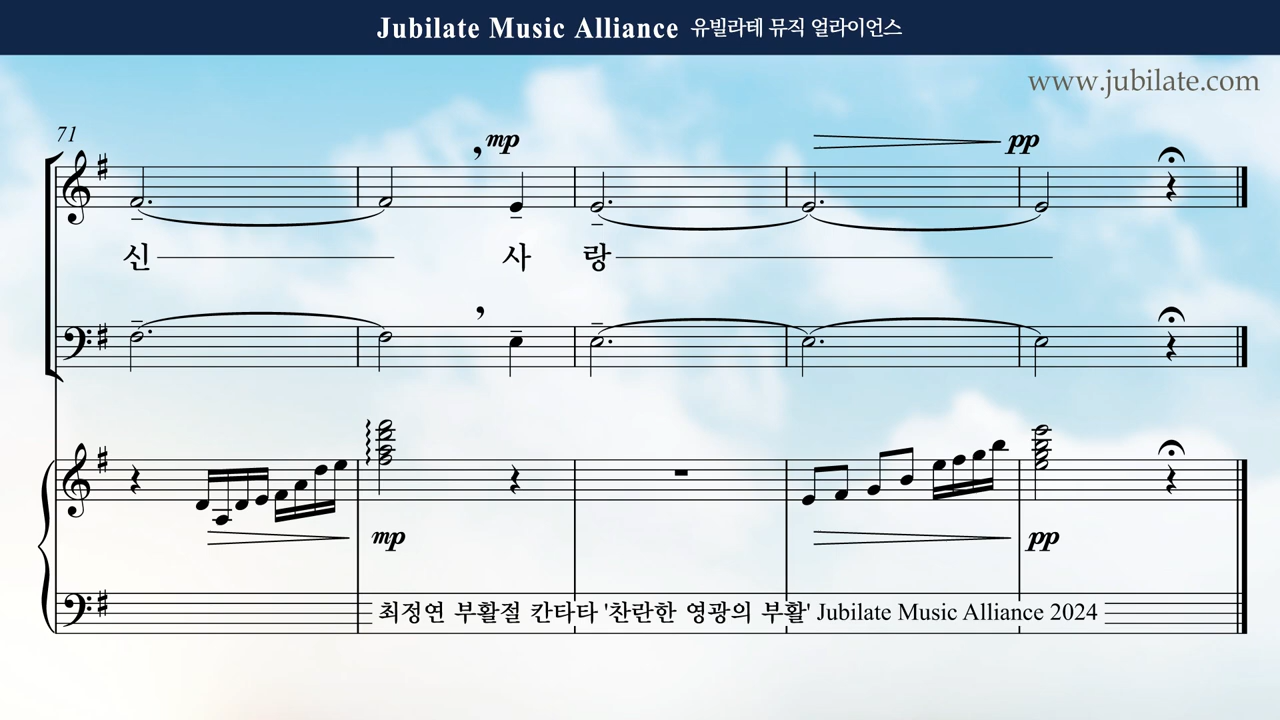 Jubilate Music Alliance 유빌라테 뮤직 얼라이언스
www.jubilate.com
71
mp
pp
신 사 랑
mp
pp
최정연 부활절 칸타타 '찬란한 영광의 부활' Jubilate Music Alliance 2024